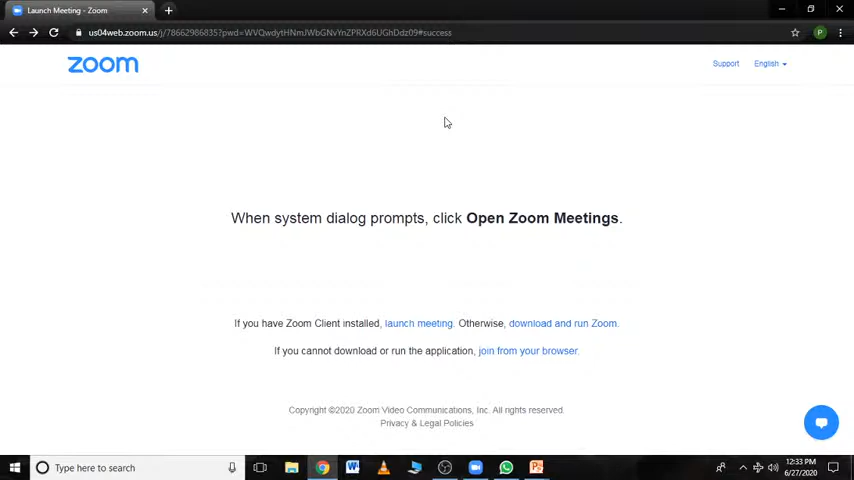 Launch Meeting - Zoom
us04web.zoom.us/j/78662986835?pwd=WVQwdytHNmJWbGNvYnZPRXd6UGhDdz09#success
P
zoom
Support English
When system dialog prompts, click Open Zoom Meetings.
If you have Zoom Client installed, launch meeting. Otherwise, download and run Zoom.
If you cannot download or run the application, join from your browser.
Copyright ©2020 Zoom Video Communications, Inc. All rights reserved.
Privacy & Legal Policies
Type here to search
12:33 PM
6/27/2020